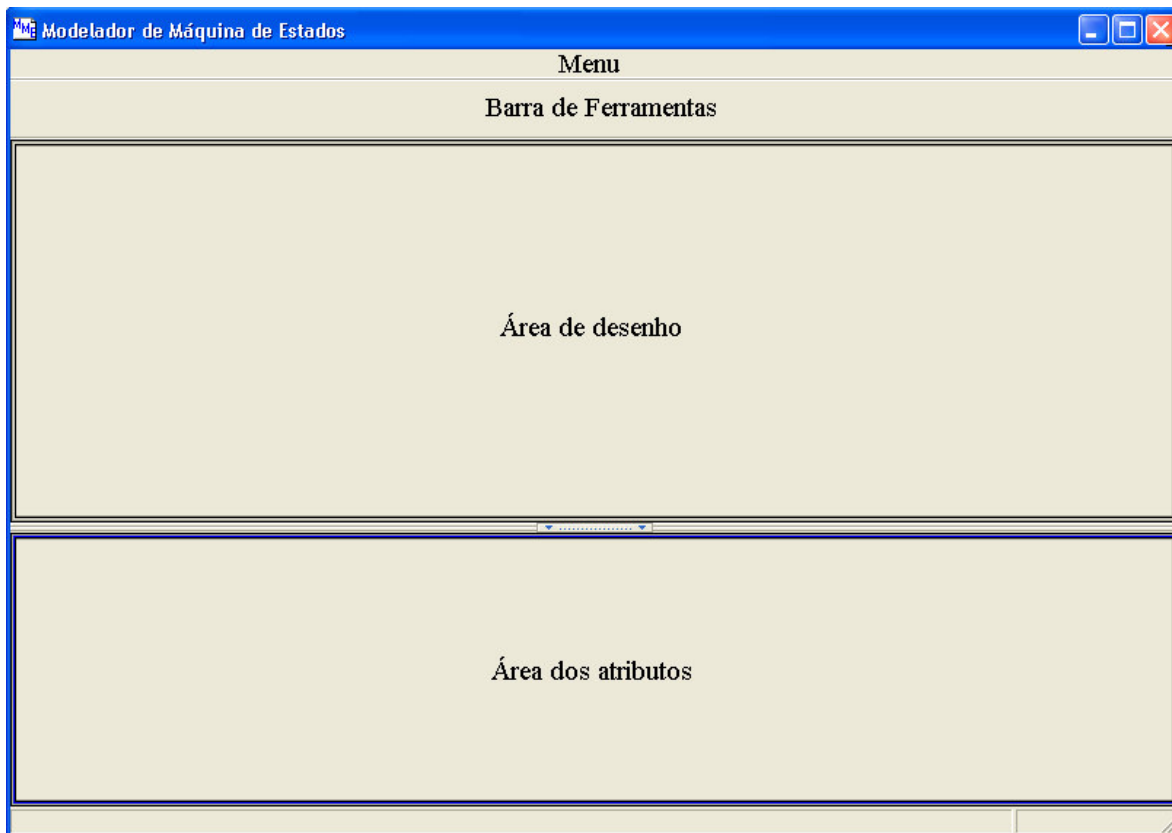 Modelador de Máquina de Estados
Menu
Barra de Ferramentas
Área de desenho
Área dos atributos